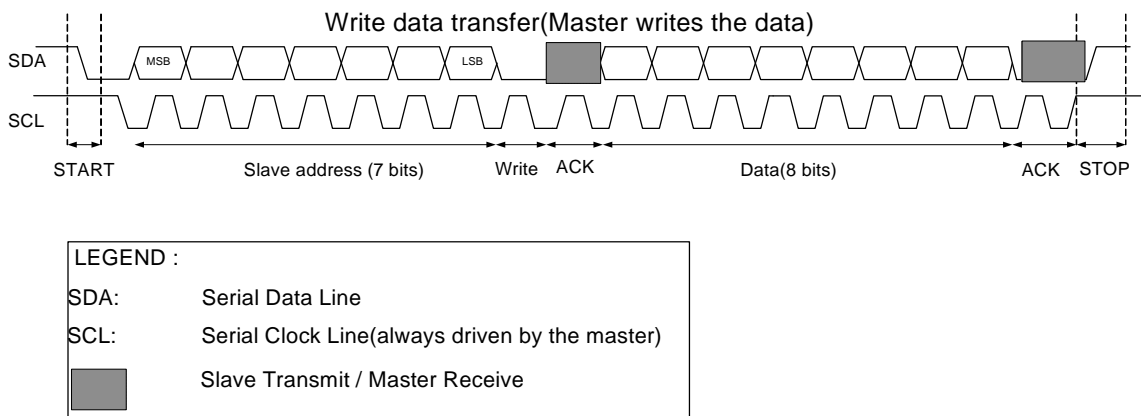 Write data transfer(Master writes the data)
SDA
MSB
LSB
SCL
START
Slave address (7 bits)
Write
ACK
Data(8 bits)
ACK
STOP
LEGEND :
SDA: Serial Data Line
SCL: Serial Clock Line(always driven by the master)
Slave Transmit / Master Receive